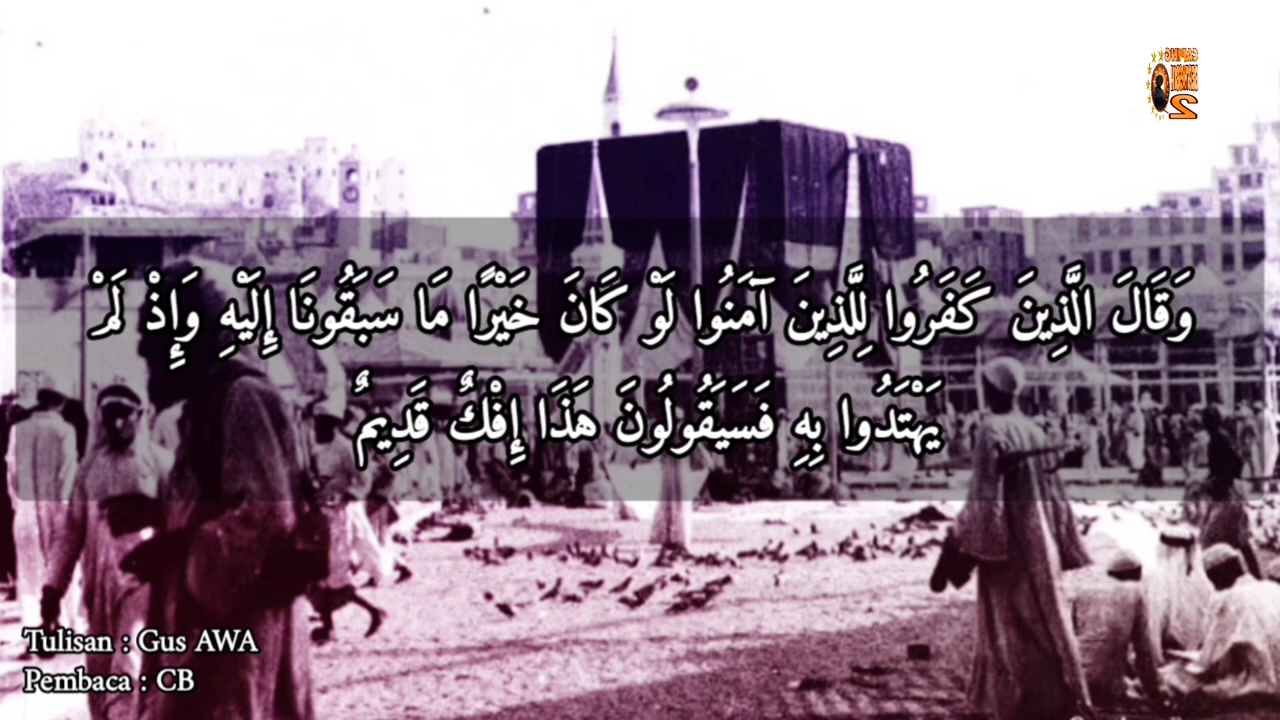 وَقَالَ الَّذِينَ كَفَرُوا لِلَّذِينَ آمَنُوا لَوْ كَانَ خَيْرًا مَا سَبَقُونَا إِلَيْهِ وَإِذْ لَمْ
يَهْتَدُوا بِهِ فَسَيَقُولُونَ هَذَا إِفْكٌ قَدِيمٌ
Tulisan : Gus AWA
Pembaca : CB